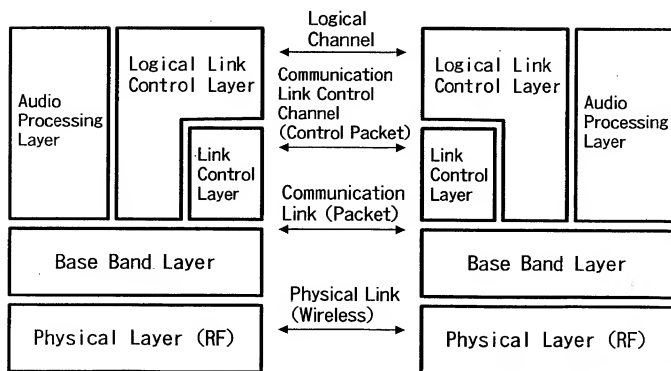 Audio
Processing
Layer
Logical Link
Control Layer
Link
Control
Layer
Base Band Layer
Physical Layer (RF)
Logical
Channel
Communication
Link Control
Channel
(Control Packet)
Communication
Link (Packet)
Physical Link
(Wireless)
Logical Link
Control Layer
Link
Control
Layer
Audio
Processing
Layer
Base Band Layer
Physical Layer (RF)